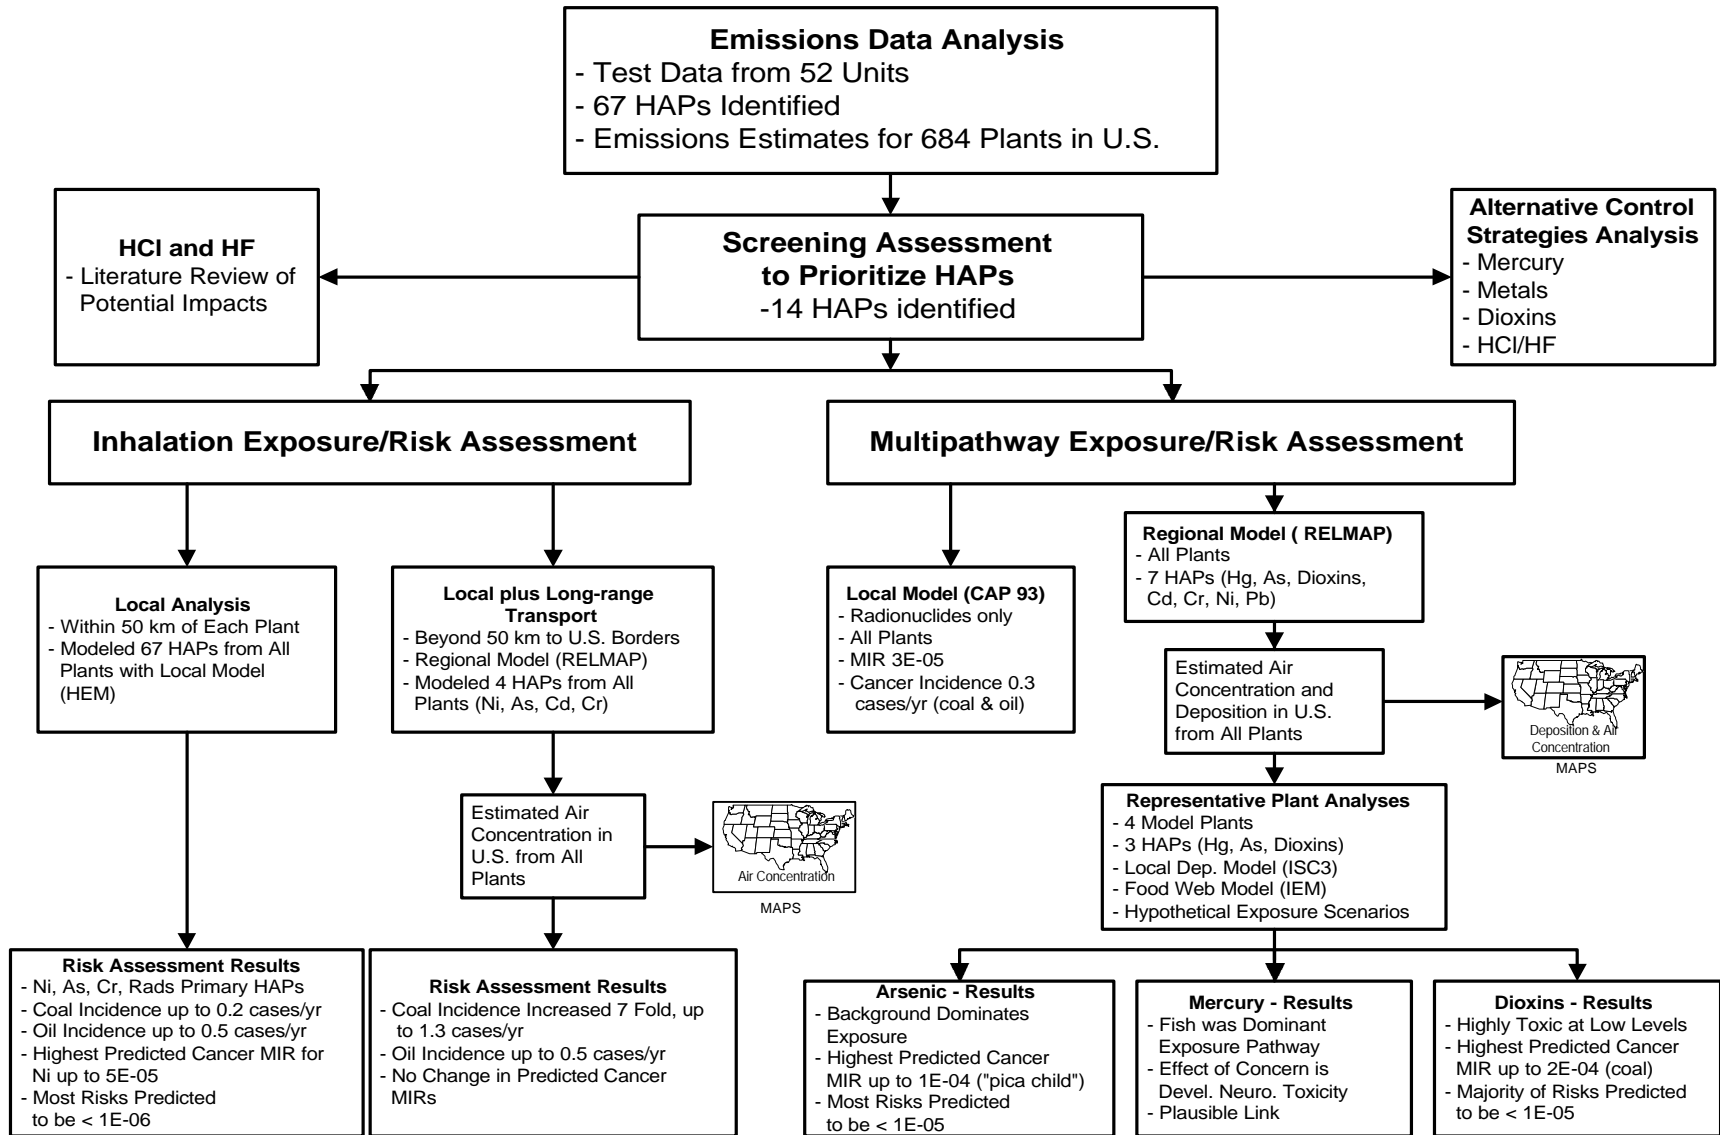 Emissions Data Analysis
- Test Data from 52 Units
- 67 HAPs Identified
- Emissions Estimates for 684 Plants in U.S.
HCl and HF
- Literature Review of
Potential Impacts
Screening Assessment
to Prioritize HAPs
-14 HAPs identified
Alternative Control
Strategies Analysis
- Mercury
- Metals
- Dioxins
- HCl/HF
Inhalation Exposure/Risk Assessment
Multipathway Exposure/Risk Assessment
Local Analysis
- Within 50 km of Each Plant
- Modeled 67 HAPs from All
Plants with Local Model
(HEM)
Local plus Long-range
Transport
- Beyond 50 km to U.S. Borders
- Regional Model (RELMAP)
- Modeled 4 HAPs from All
Plants (Ni, As, Cd, Cr)
Local Model (CAP 93)
- Radionuclides only
- All Plants
- MIR 3E-05
- Cancer Incidence 0.3
cases/yr (coal & oil)
Regional Model ( RELMAP)
- All Plants
- 7 HAPs (Hg, As, Dioxins,
Cd, Cr, Ni, Pb)
Estimated Air
Concentration and
Deposition in U.S.
from All Plants
Deposition & Air
Concentration
MAPS
Estimated Air
Concentration in
U.S. from All
Plants
Air Concentration
MAPS
Representative Plant Analyses
- 4 Model Plants
- 3 HAPs (Hg, As, Dioxins)
- Local Dep. Model (ISC3)
- Food Web Model (IEM)
- Hypothetical Exposure Scenarios
Risk Assessment Results
- Ni, As, Cr, Rads Primary HAPs
- Coal Incidence up to 0.2 cases/yr
- Oil Incidence up to 0.5 cases/yr
- Highest Predicted Cancer MIR for
Ni up to 5E-05
- Most Risks Predicted
to be < 1E-06
Risk Assessment Results
- Coal Incidence Increased 7 Fold, up
to 1.3 cases/yr
- Oil Incidence up to 0.5 cases/yr
- No Change in Predicted Cancer
MIRs
Arsenic - Results
- Background Dominates
Exposure
- Highest Predicted Cancer
MIR up to 1E-04 ("pica child")
- Most Risks Predicted
to be < 1E-05
Mercury - Results
- Fish was Dominant
Exposure Pathway
- Effect of Concern is
Devel. Neuro. Toxicity
- Plausible Link
Dioxins - Results
- Highly Toxic at Low Levels
- Highest Predicted Cancer
MIR up to 2E-04 (coal)
- Majority of Risks Predicted
to be < 1E-05